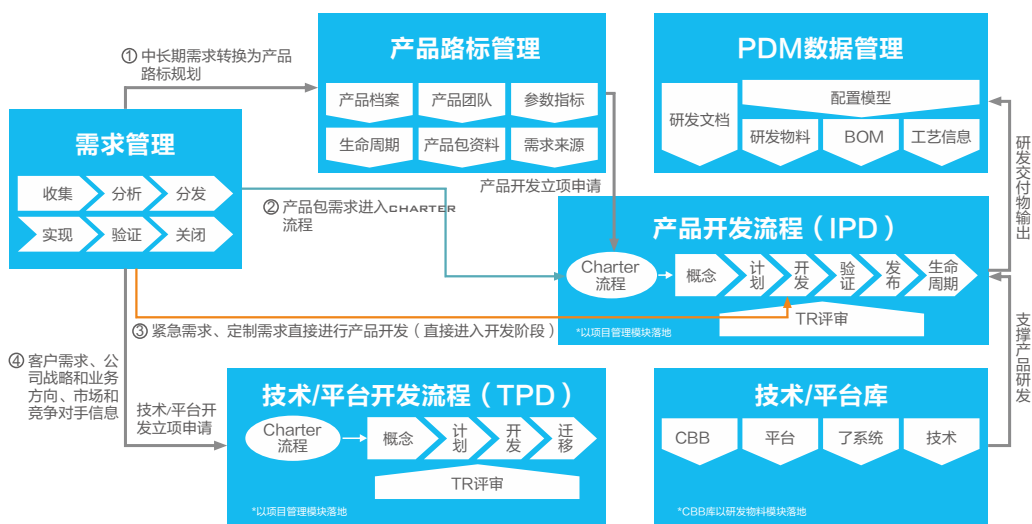 ① 中长期需求转换为产品
路标规划
产品路标管理
产品档案
产品团队
参数指标
生命周期
产品包资料
需求来源
PDM数据管理
研发文档
配置模型
研发物料
BOM
工艺信息
需求管理
收集
分析
分发
实现
验证
关闭
产品开发立项申请
② 产品包需求进入CHARTER
流程
研发交付物输出
产品开发流程（IPD）
Charter
流程
概念
计划
开发
验证
发布
生命
周期
TR评审
*以项目管理模块落地
③ 紧急需求、定制需求直接进行产品开发（直接进入开发阶段）
④ 客户需求、公
司战略和业务
方向、市场和
竞争对手信息
技术/平台开
发立项申请
支撑产品研发
技术/平台开发流程（TPD）
Charter
流程
概念
计划
开发
迁移
TR评审
*以项目管理模块落地
技术/平台库
CBB
平台
了系统
技术
*CBB库以研发物料模块落地